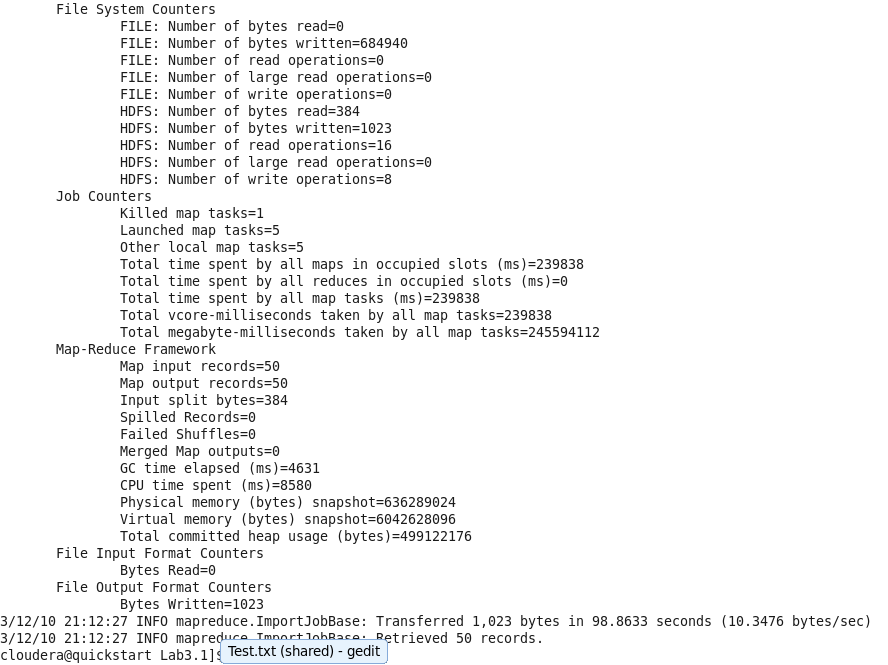 File System Counters
FILE: Number of bytes read=0
FILE: Number of bytes written=684940
FILE: Number of read operations=0
FILE: Number of large read operations=0
FILE: Number of write operations=0
HDFS: Number of bytes read=384
HDFS: Number of bytes written=1023
HDFS: Number of read operations=16
HDFS: Number of large read operations=0
HDFS: Number of write operations=8
Job Counters
Killed map tasks=1
Launched map tasks=5
Other local map tasks=5
Total time spent by all maps in occupied slots (ms)=239838
Total time spent by all reduces in occupied slots (ms)=0
Total time spent by all map tasks (ms)=239838
Total vcore-milliseconds taken by all map tasks=239838
Total megabyte-milliseconds taken by all map tasks=245594112
Map-Reduce Framework
Map input records=50
Map output records=50
Input split bytes=384
Spilled Records=0
Failed Shuffles=0
Merged Map outputs=0
GC time elapsed (ms)=4631
CPU time spent (ms)=8580
Physical memory (bytes) snapshot=636289024
Virtual memory (bytes) snapshot=6042628096
Total committed heap usage (bytes)=499122176
File Input Format Counters
Bytes Read=0
File Output Format Counters
Bytes Written=1023
3/12/10 21:12:27 INFO mapreduce.ImportJobBase: Transferred 1,023 bytes in 98.8633 seconds (10.3476 bytes/sec)
3/12/10 21:12:27 INFO mapreduce.ImportJobBase: Retrieved 50 records.
cloudera@quickstart Lab3.1]
Test.txt (shared) - gedit